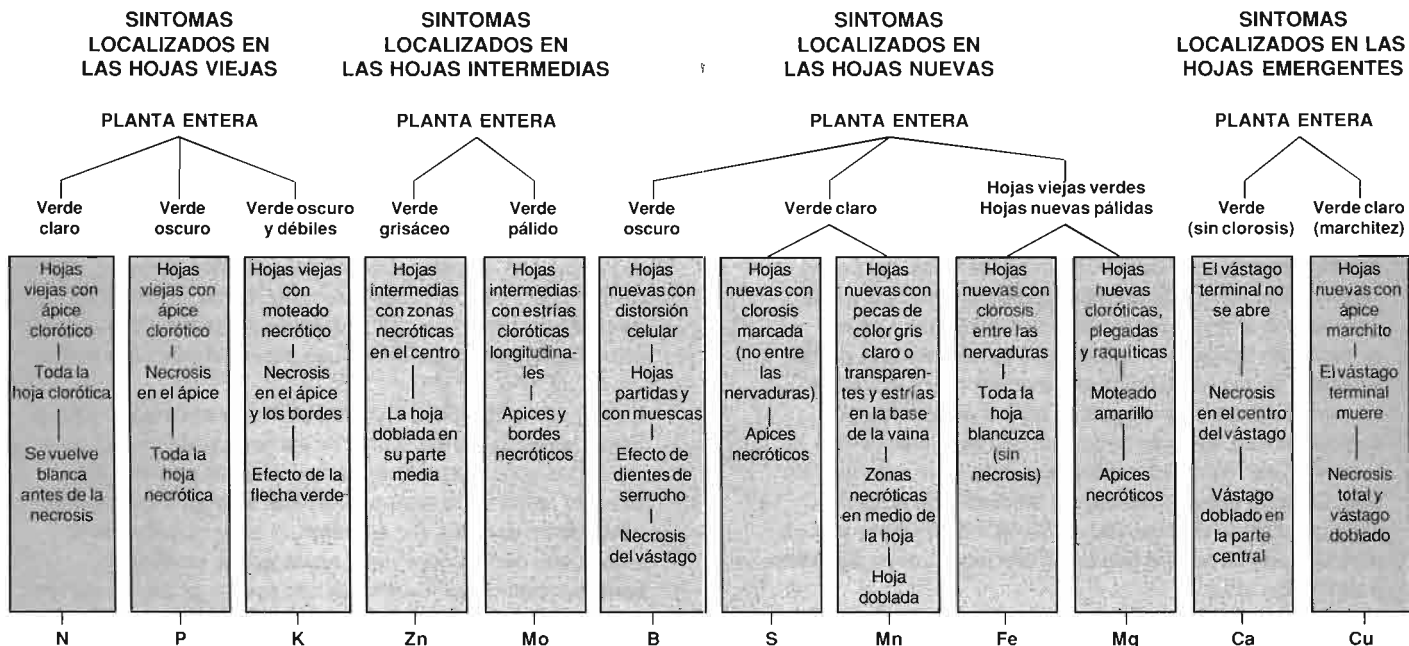 SINTOMAS
LOCALIZADOS EN
LAS HOJAS VIEJAS
SINTOMAS
LOCALIZADOS EN
LAS HOJAS INTERMEDIAS
SINTOMAS
LOCALIZADOS EN
LAS HOJAS NUEVAS
SINTOMAS
LOCALIZADOS EN LAS
HOJAS EMERGENTES
PLANTA ENTERA
PLANTA ENTERA
PLANTA ENTERA
PLANTA ENTERA
Verde
claro
Verde
oscuro
Verde oscuro
y débiles
Verde
grisáceo
Verde
pálido
Verde
oscuro
Verde claro
Hojas viejas verdes
Hojas nuevas pálidas
Verde
(sin clorosis)
Verde claro
(marchitez)
Hojas
viejas con
ápice
clorótico
Toda la
hoja clorótica
Se vuelve
blanca
antes de la
necrosis
N
Hojas
viejas con
ápice
clorótico
Necrosis
en el ápice
Toda la
hoja
necrótica
P
Hojas viejas
con
moteado
necrótico
Necrosis
en el ápice
y los bordes
Efecto de la
flecha verde
K
Hojas
intermedias
con zonas
necróticas
en el centro
La hoja
doblada en
su parte
media
Zn
Hojas
intermedias
con estrías
cloróticas
longitudina-
les
Apices y
bordes
necróticos
Mo
Hojas
nuevas con
distorsión
celular
Hojas
partidas y
con muescas
Efecto de
dientes de
serrucho
Necrosis
del vástago
B
Hojas
nuevas con
clorosis
marcada
(no entre
las
nervaduras)
Apices
necróticos
S
Hojas
nuevas con
pecas de
color gris
claro o
transparen-
tes y estrías
en la base
de la vaina
Zonas
necróticas
en medio de
la hoja
Hoja
doblada
Mn
Hojas
nuevas con
clorosis
entre las
nervaduras
Toda la
hoja
blancuzca
(sin
necrosis)
Fe
Hojas
nuevas
cloróticas,
plegadas
y raquíticas
Moteado
amarillo
Apices
necróticos
Mg
El vástago
terminal no
se abre
Necrosis
en el centro
del vástago
Vástago
doblado en
la parte
central
Ca
Hojas
nuevas con
ápice
marchito
El vástago
terminal
muere
Necrosis
total y
vástago
doblado
Cu